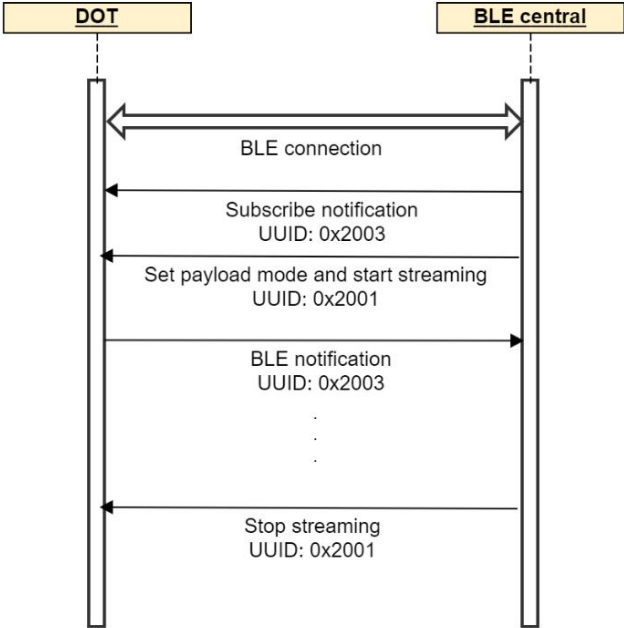 DOT
BLE central
BLE connection
Subscribe notification
UUID: 0x2003
Set payload mode and start streaming
UUID: 0x2001
BLE notification
UUID: 0x2003
.
.
.
Stop streaming
UUID: 0x2001